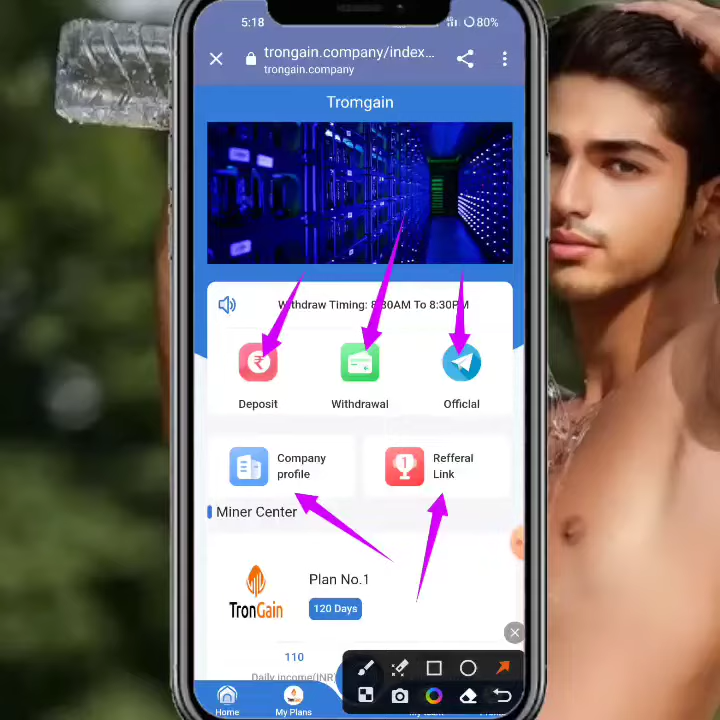 5:18
80%
trongain.company/index...
trongain.company
Tromgain
Withdraw Timing: 8:30AM To 8:30PM
Deposit
Withdrawal
Official
Company
profile
Refferal
Link
Miner Center
Plan No.1
TronGain
120 Days
110
Daily income(INR)
Home
My Plans